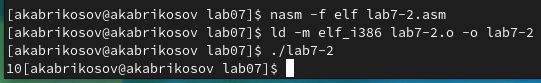 [akabrikosov@akabrikosov lab07]$ nasm -f elf lab7-2.asm
[akabrikosov@akabrikosov lab07]$ ld -m elf_i386 lab7-2.o -o lab7-2
[akabrikosov@akabrikosov lab07]$ ./lab7-2
10[akabrikosov@akabrikosov lab07]$